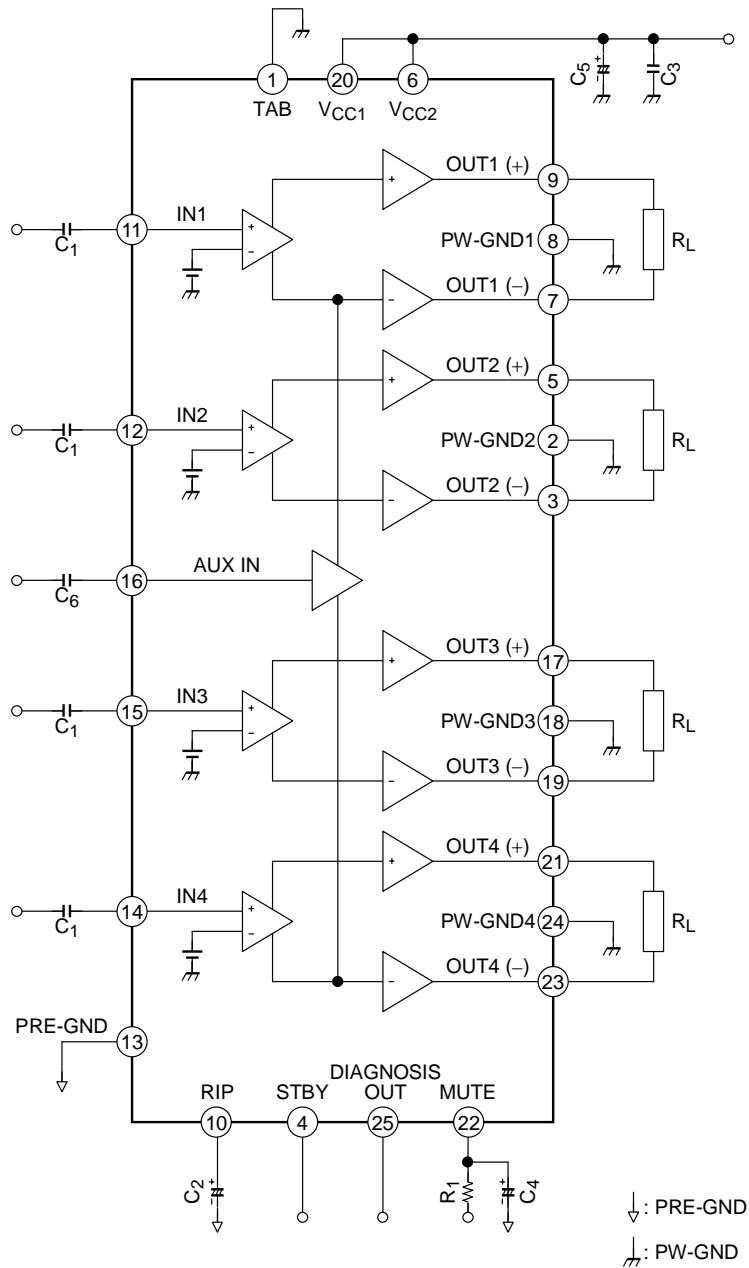 C5
C3
1
20
6
TAB
VCC1
VCC2
OUT1 (+)
9
11
IN1
+
−
+
C1
PW-GND1
8
RL
−
OUT1 (−)
7
OUT2 (+)
5
+
12
IN2
+
−
C1
PW-GND2
2
RL
−
OUT2 (−)
3
16
AUX IN
C6
OUT3 (+)
17
+
15
IN3
+
−
C1
PW-GND3
18
RL
−
OUT3 (−)
19
OUT4 (+)
21
+
14
IN4
+
−
C1
PW-GND4
24
RL
−
OUT4 (−)
23
PRE-GND
13
RIP
STBY
DIAGNOSIS
OUT
MUTE
10
4
25
22
C2
R1
C4
: PRE-GND
: PW-GND